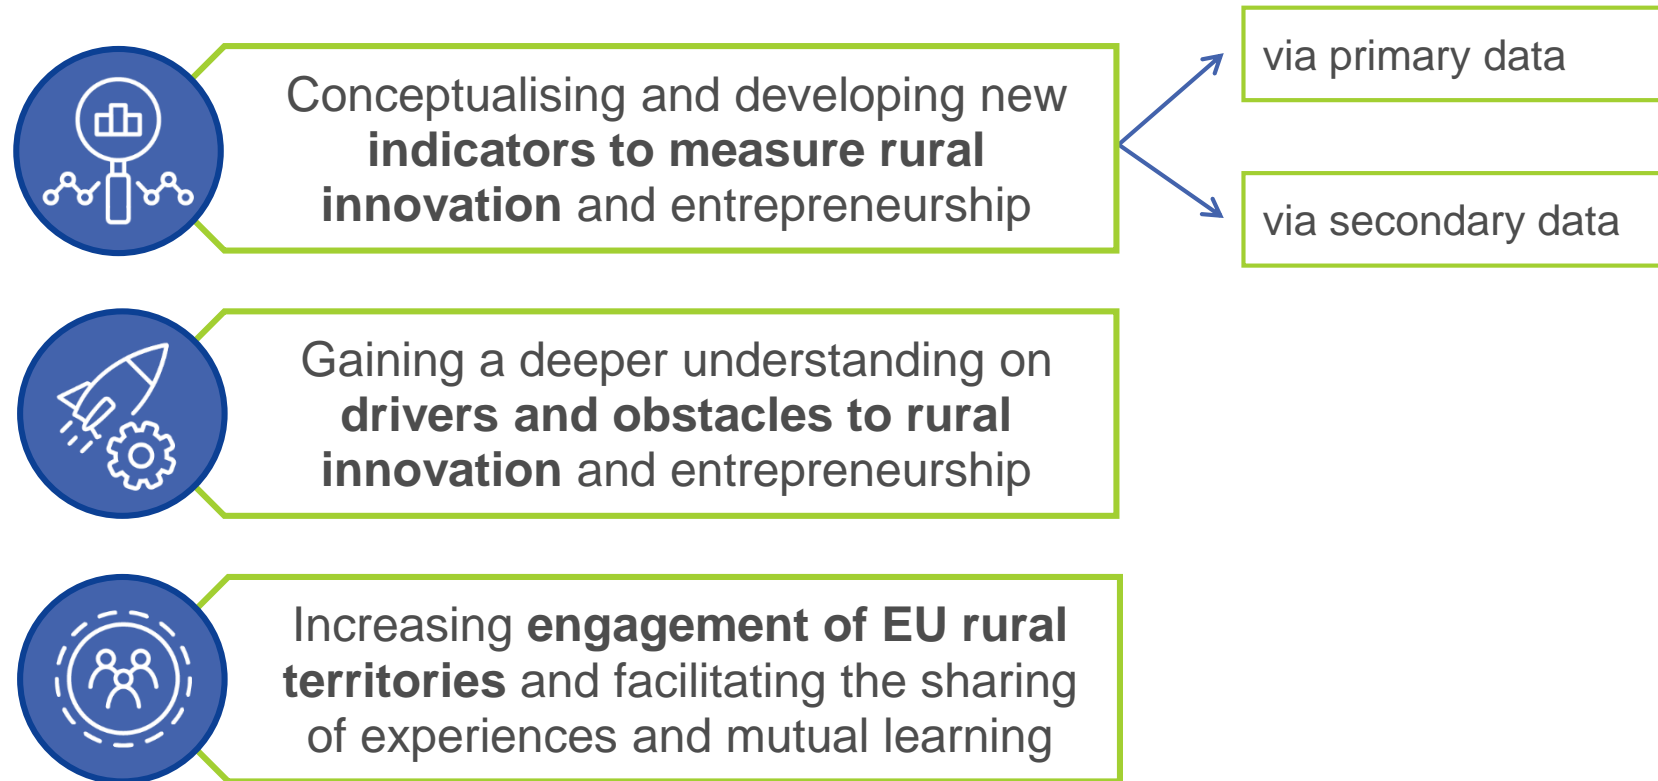 Conceptualising and developing new
indicators to measure rural
innovation and entrepreneurship
via primary data
via secondary data
Gaining a deeper understanding on
drivers and obstacles to rural
innovation and entrepreneurship
Increasing engagement of EU rural
territories and facilitating the sharing
of experiences and mutual learning